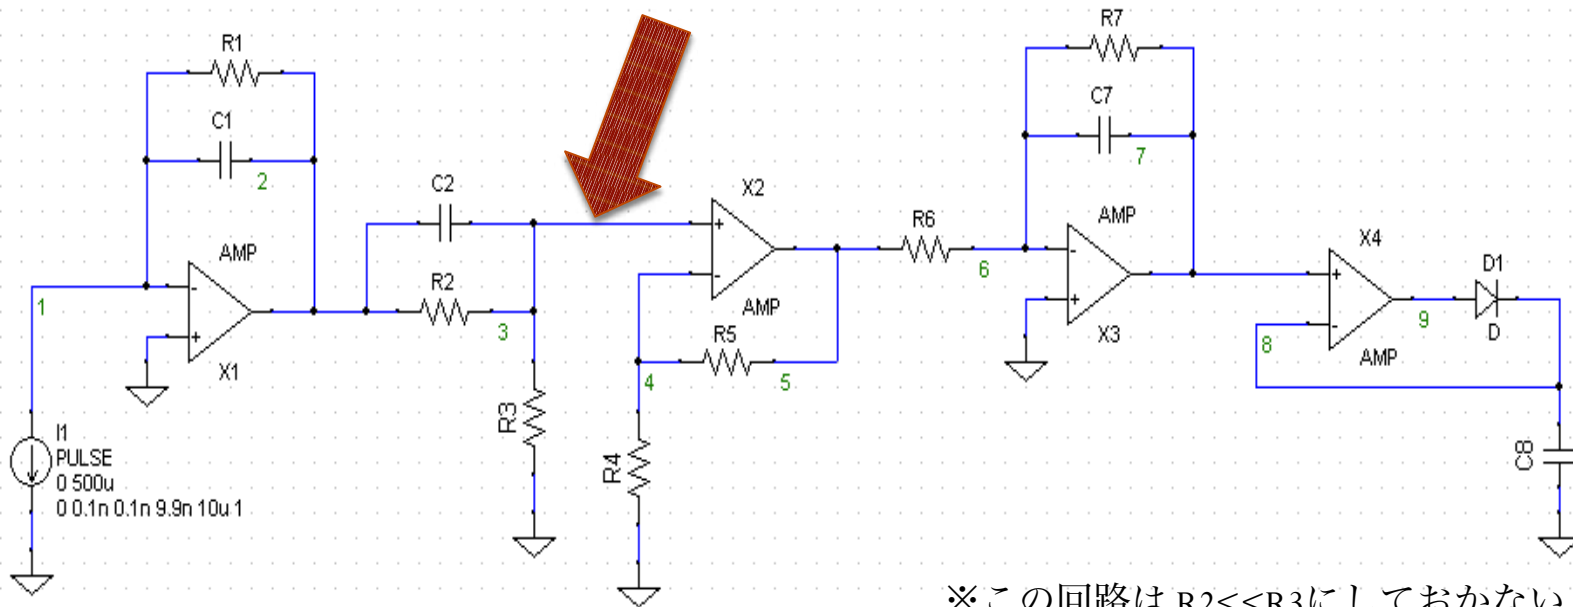 R1
C1
2
AMP
1
X1
I1
PULSE
0 500u
0 0.1n 0.1n 9.9n 10u 1
C2
R2
3
R3
X2
AMP
R5
4
5
R4
R6
6
R7
C7
7
AMP
X3
X4
AMP
8
9
D1
D
C8
※この回路は R2<<R3にしておかない